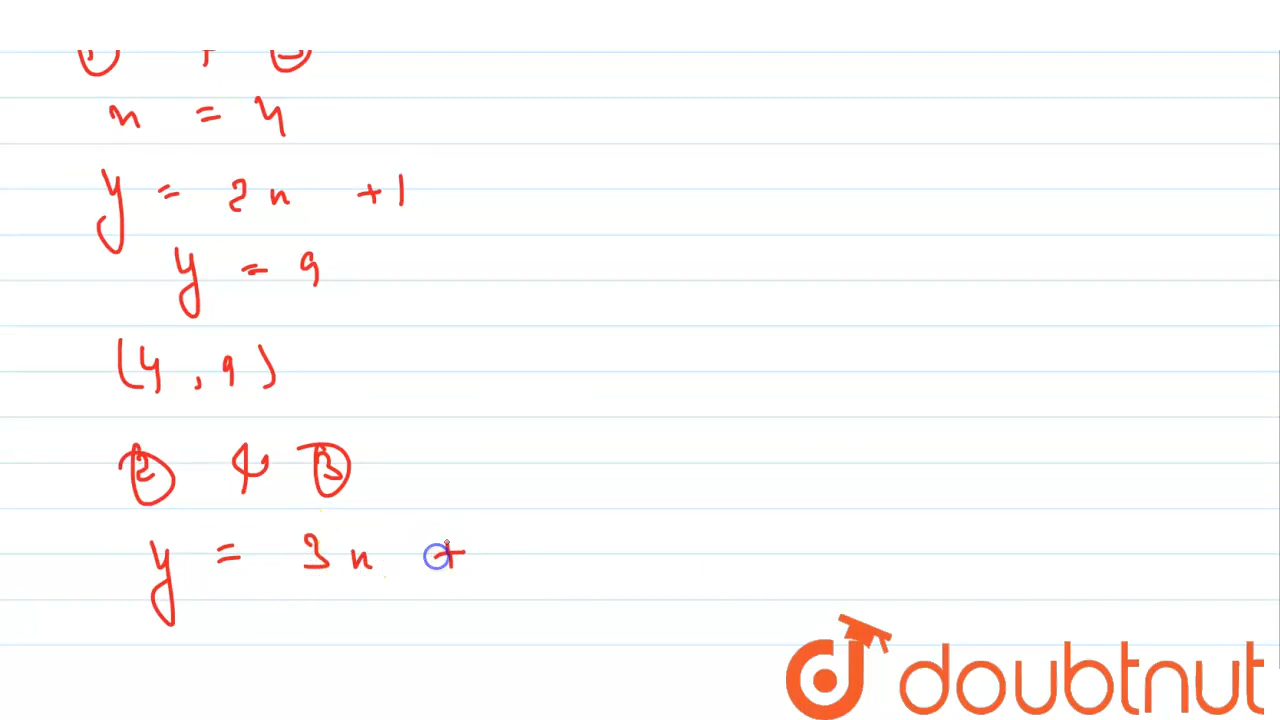 x = 4
y = 2x + 1
y = 9
(4, 9)
② & ③
y = 3x +
doubtnut